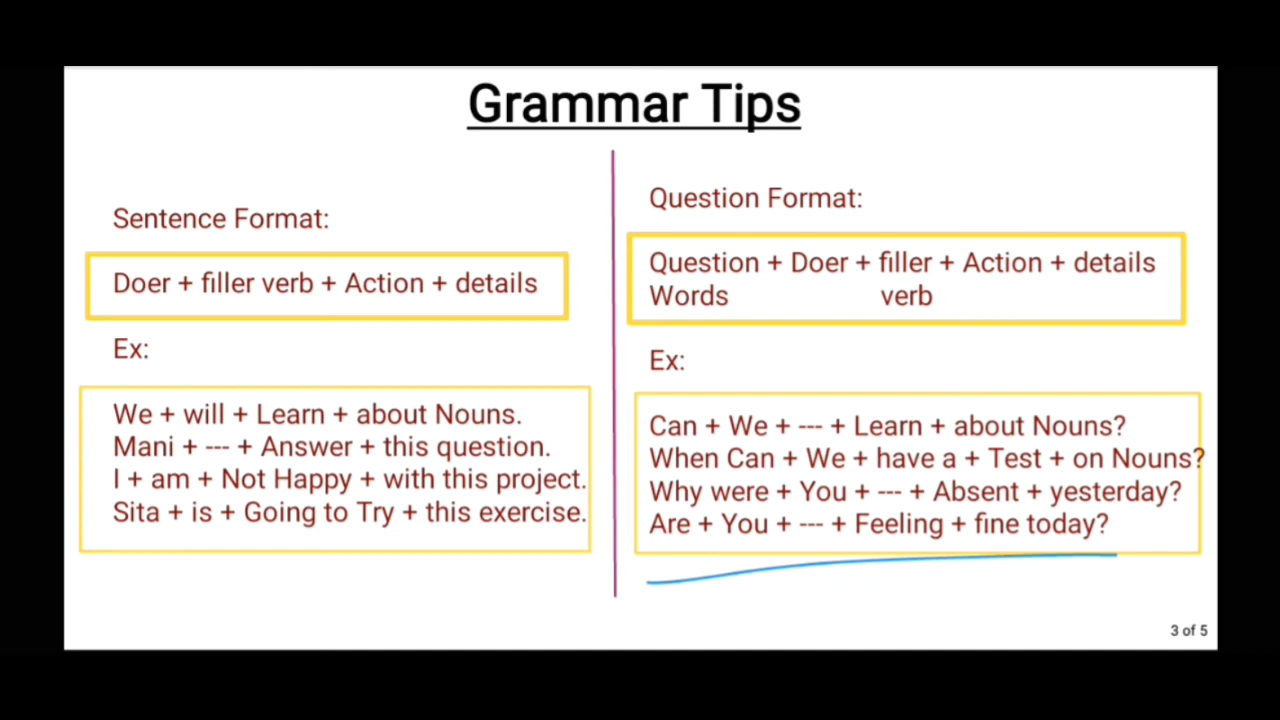 Grammar Tips
Sentence Format:
Doer + filler verb + Action + details
Ex:
We + will + Learn + about Nouns.
Mani + --- + Answer + this question.
I + am + Not Happy + with this project.
Sita + is + Going to Try + this exercise.
Question Format:
Question + Doer + filler + Action + details
Words verb
Ex:
Can + We + --- + Learn + about Nouns?
When Can + We + have a + Test + on Nouns?
Why were + You + --- + Absent + yesterday?
Are + You + --- + Feeling + fine today?
3 of 5